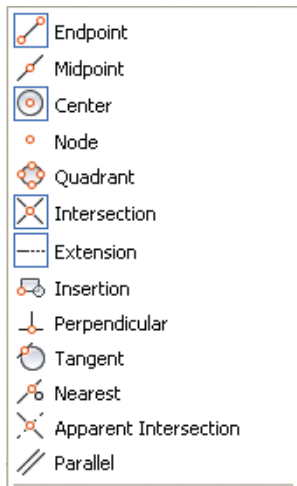 Endpoint
Midpoint
Center
Node
Quadrant
Intersection
Extension
Insertion
Perpendicular
Tangent
Nearest
Apparent Intersection
Parallel